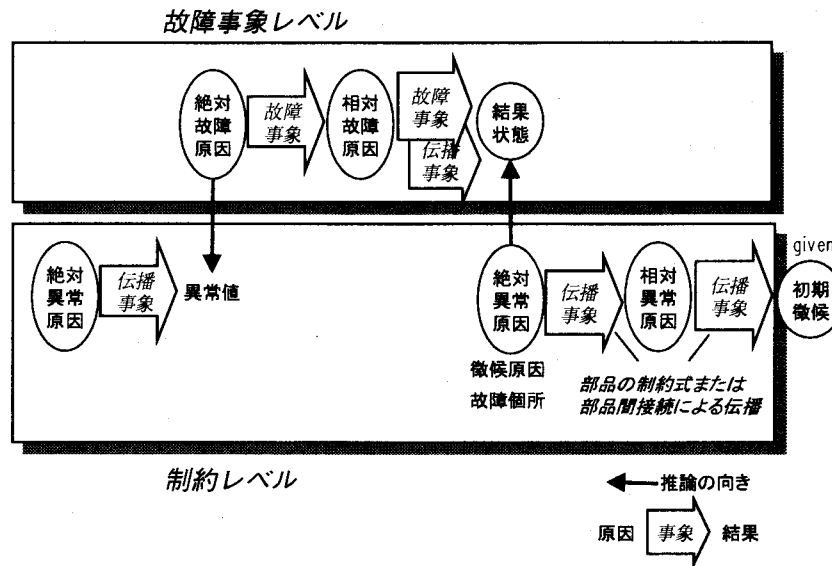 故障事象レベル
絶対
故障
原因
故障
事象
相対
故障
原因
故障
事象
伝播
事象
結果
状態
絶対
異常
原因
伝播
事象
異常値
絶対
異常
原因
伝播
事象
相対
異常
原因
伝播
事象
given
初期
徴候
徴候原因
故障個所
部品の制約式または
部品間接続による伝播
制約レベル
推論の向き
原因 事象 結果